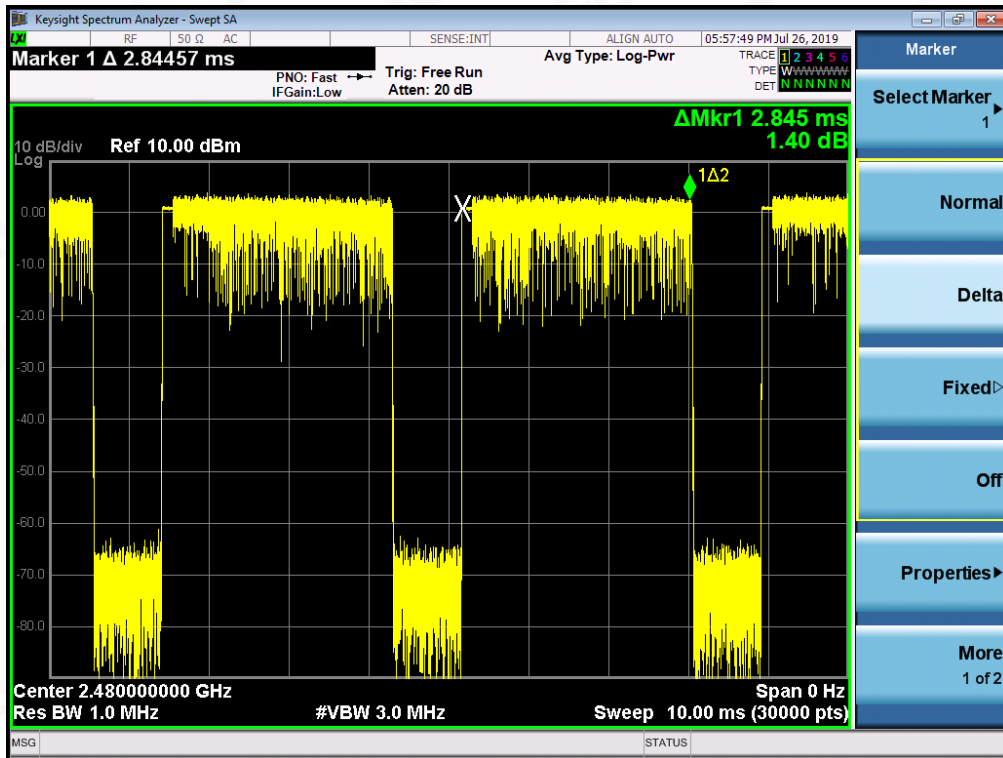 Keysight Spectrum Analyzer - Swept SA
LXI RF 50 Ω AC SENSE:INT ALIGN AUTO 05:57:49 PM Jul 26, 2019
Marker 1 Δ 2.84457 ms
PNO: Fast
IFGain:Low
Trig: Free Run
Atten: 20 dB
Avg Type: Log-Pwr
TRACE 1 2 3 4 5 6
TYPE WWWWWW
DET N N N N N N
ΔMkr1 2.845 ms
1.40 dB
10 dB/div Ref 10.00 dBm
Log
1Δ2
0.00
-10.0
-20.0
-30.0
-40.0
-50.0
-60.0
-70.0
-80.0
Center 2.480000000 GHz Span 0 Hz
Res BW 1.0 MHz #VBW 3.0 MHz Sweep 10.00 ms (30000 pts)
MSG STATUS
Marker
Select Marker
1
Normal
Delta
Fixed
Off
Properties
More
1 of 2